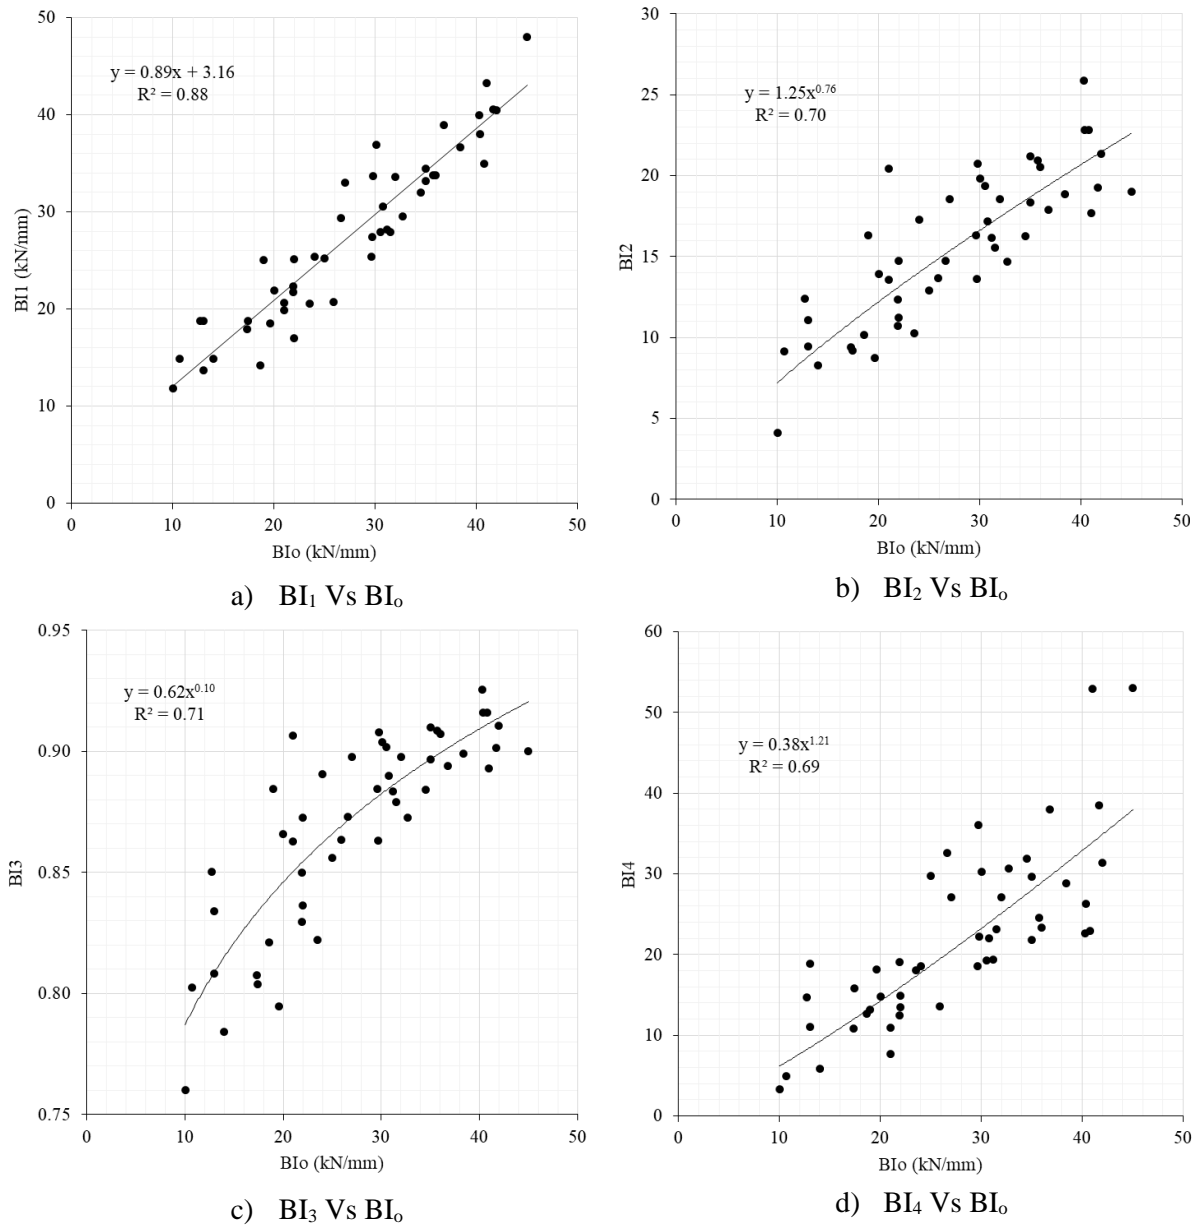 50
40
30
20
10
0
y = 0.89x + 3.16
R² = 0.88
BI1 (kN/mm)
0 10 20 30 40 50
BIo (kN/mm)
a) BI₁ Vs BIₒ
30
25
20
15
10
5
0
y = 1.25x^0.76
R² = 0.70
BI2
0 10 20 30 40 50
BIo (kN/mm)
b) BI₂ Vs BIₒ
0.95
0.90
0.85
0.80
0.75
y = 0.62x^0.10
R² = 0.71
BI3
0 10 20 30 40 50
BIo (kN/mm)
c) BI₃ Vs BIₒ
60
50
40
30
20
10
0
y = 0.38x^1.21
R² = 0.69
BI4
0 10 20 30 40 50
BIo (kN/mm)
d) BI₄ Vs BIₒ